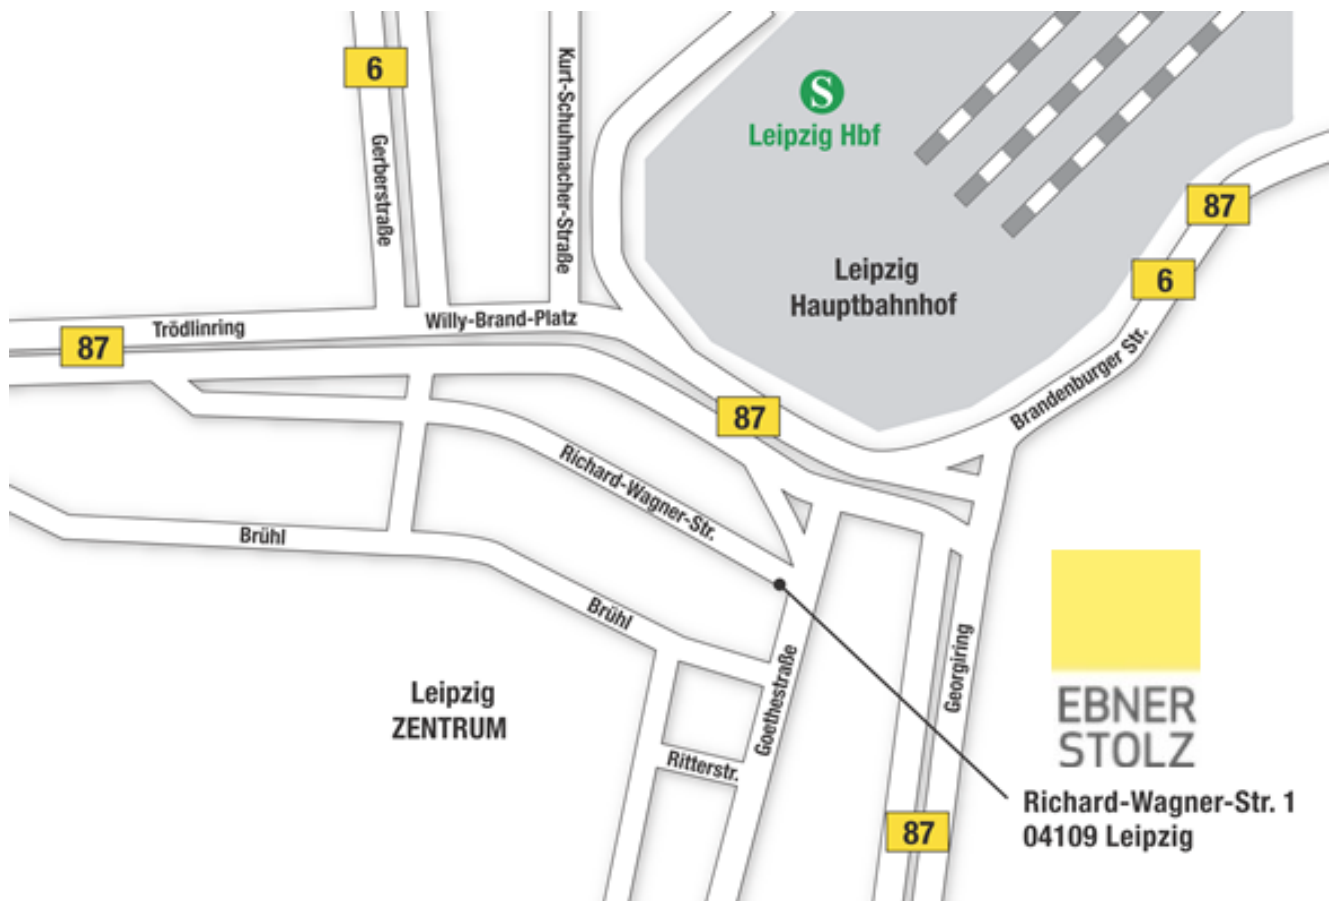 6
Gerberstraße
Kurt-Schuhmacher-Straße
S
Leipzig Hbf
87
6
Leipzig
Hauptbahnhof
Trödlinring
Willy-Brand-Platz
87
Brandenburger Str.
87
Richard-Wagner-Str.
Brühl
Brühl
Goethestraße
Georgiring
Leipzig
ZENTRUM
Ritterstr.
87
EBNER
STOLZ
Richard-Wagner-Str. 1
04109 Leipzig